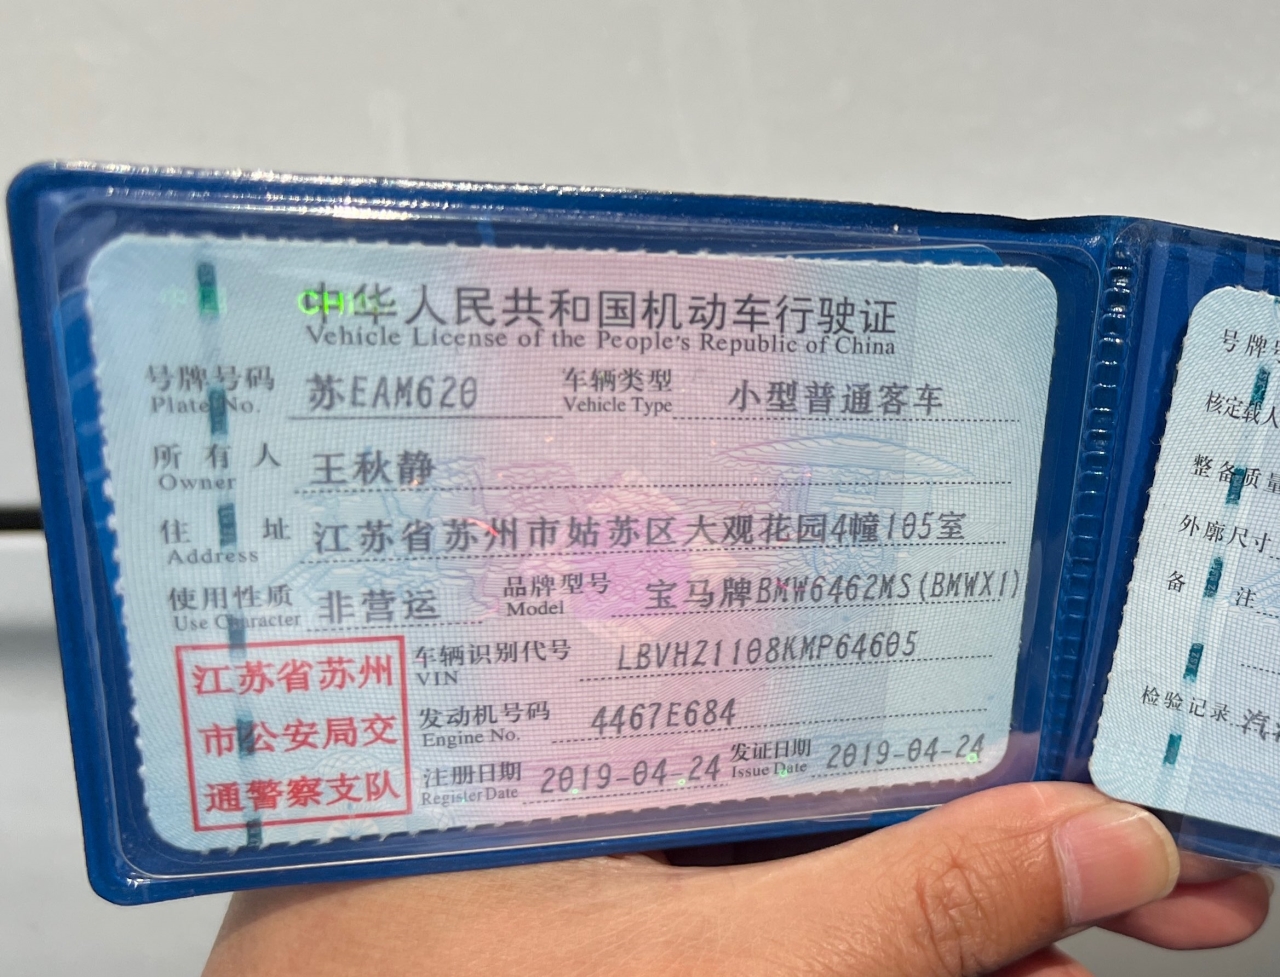 中华人民共和国机动车行驶证
Vehicle License of the People's Republic of China
号牌号码 苏EAM620 车辆类型 小型普通客车
Plate No. Vehicle Type
所有人 王秋静
Owner
住址 江苏省苏州市姑苏区大观花园4幢105室
Address
使用性质 非营运 品牌型号 宝马牌BMW6462MS(BMWX1)
Use Character Model
江苏省苏州
市公安局交
通警察支队
车辆识别代号 LBVHZ1108KMP64605
VIN
发动机号码 4467E684
Engine No.
注册日期 2019-04-24 发证日期 2019-04-24
Register Date Issue Date
号牌
核定载人
整备质量
外廓尺寸
备注
检验记录